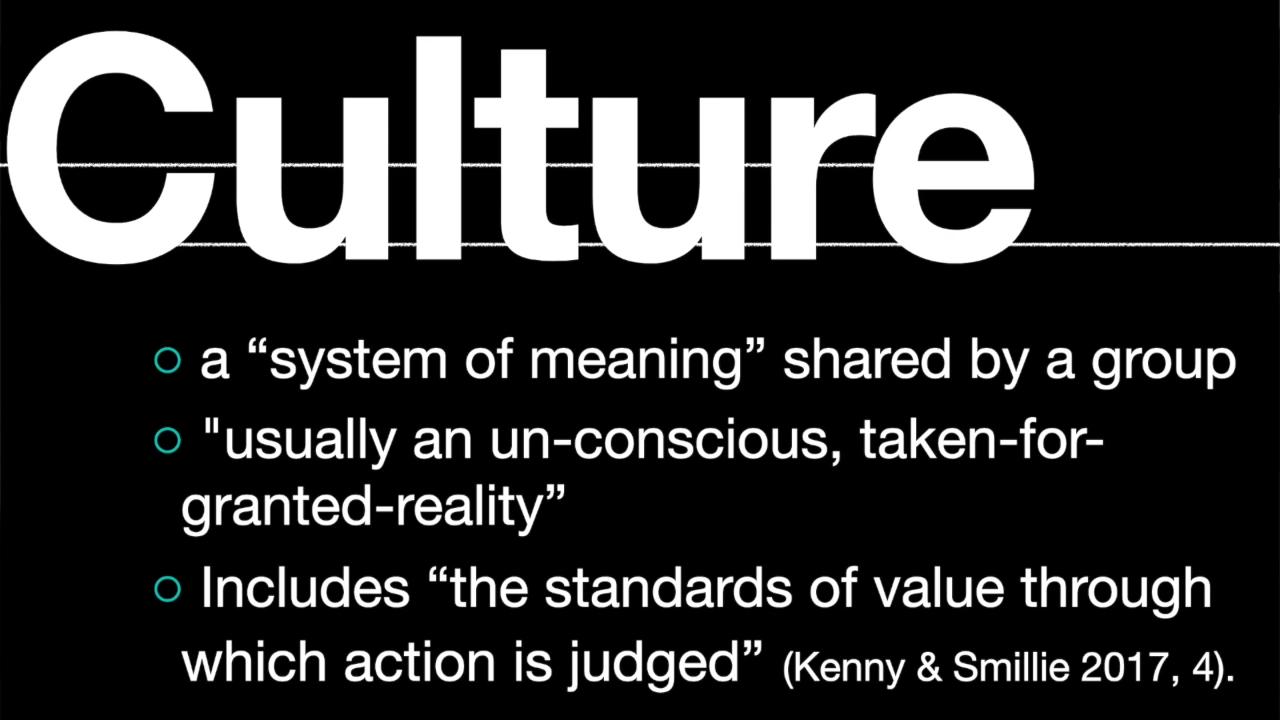 Culture
a “system of meaning” shared by a group
"usually an un-conscious, taken-for-
granted-reality”
Includes “the standards of value through
which action is judged” (Kenny & Smillie 2017, 4).